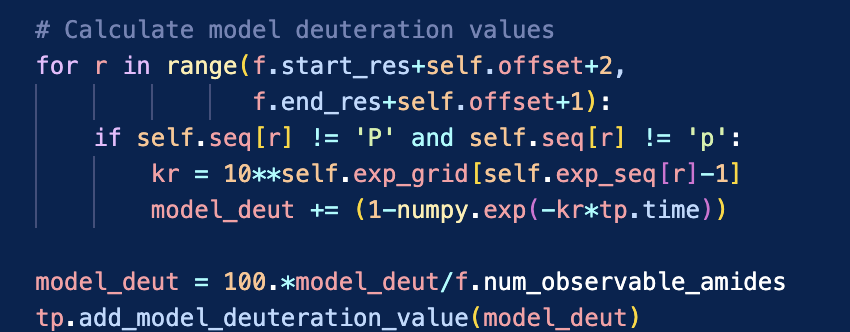 # Calculate model deuteration values
for r in range(f.start_res+self.offset+2,
f.end_res+self.offset+1):
if self.seq[r] != 'P' and self.seq[r] != 'p':
kr = 10**self.exp_grid[self.exp_seq[r]-1]
model_deut += (1-numpy.exp(-kr*tp.time))
model_deut = 100.*model_deut/f.num_observable_amides
tp.add_model_deuteration_value(model_deut)